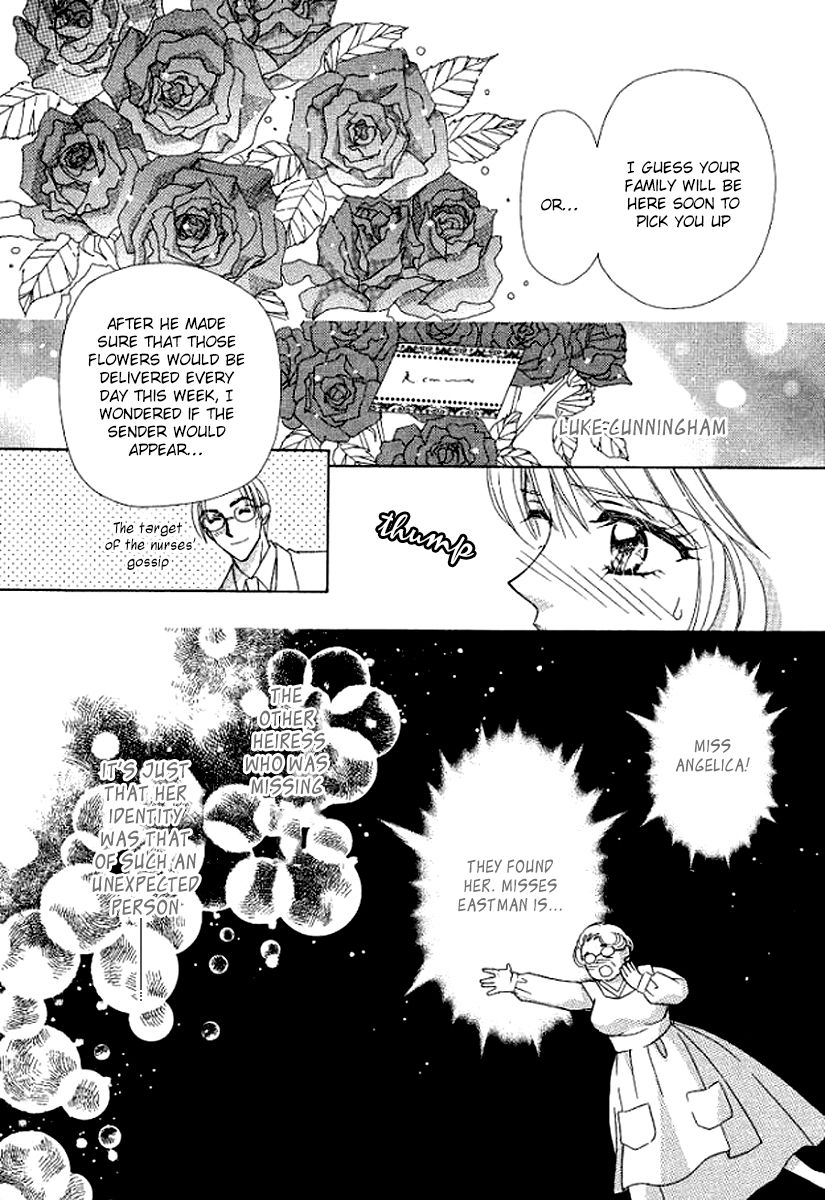 I GUESS YOUR
FAMILY WILL BE
HERE SOON TO
PICK YOU UP
OR...
AFTER HE MADE
SURE THAT THOSE
FLOWERS WOULD BE
DELIVERED EVERY
DAY THIS WEEK, I
WONDERED IF THE
SENDER WOULD
APPEAR...
LUKE-CUNNINGHAM
The target
of the nurses'
gossip
thump
MISS
ANGELICA!
THE
OTHER
HEIRESS
WHO WAS
MISSING
THEY FOUND
HER. MISSES
EASTMAN IS...
IT'S JUST
THAT HER
IDENTITY
WAS THAT
OF SUCH AN
UNEXPECTED
PERSON